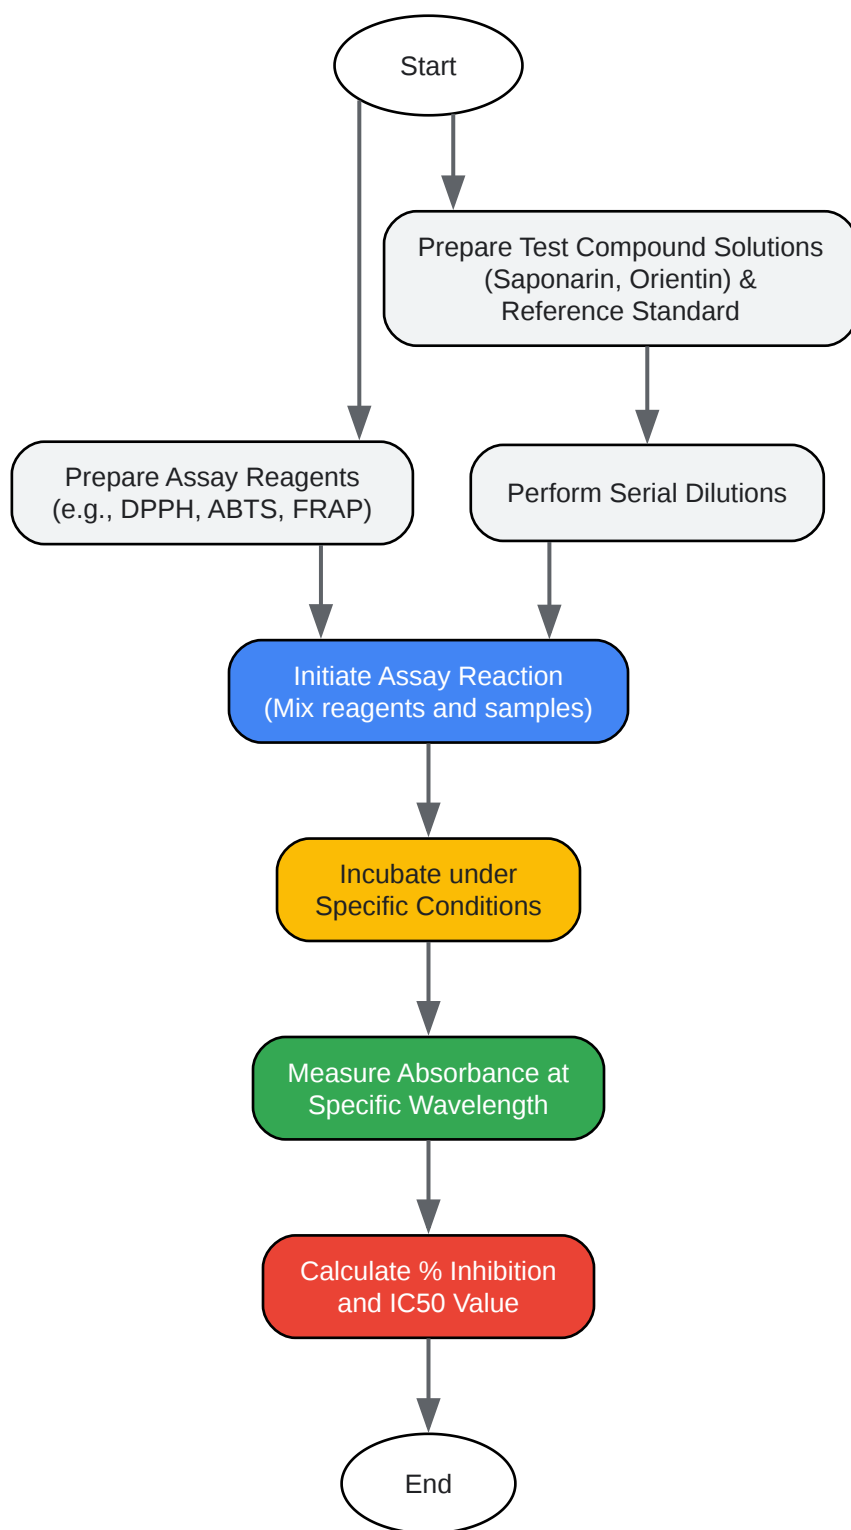 Start
Prepare Test Compound Solutions
(Saponarin, Orientin) &
Reference Standard
Prepare Assay Reagents
(e.g., DPPH, ABTS, FRAP)
Perform Serial Dilutions
Initiate Assay Reaction
(Mix reagents and samples)
Incubate under
Specific Conditions
Measure Absorbance at
Specific Wavelength
Calculate % Inhibition
and IC50 Value
End